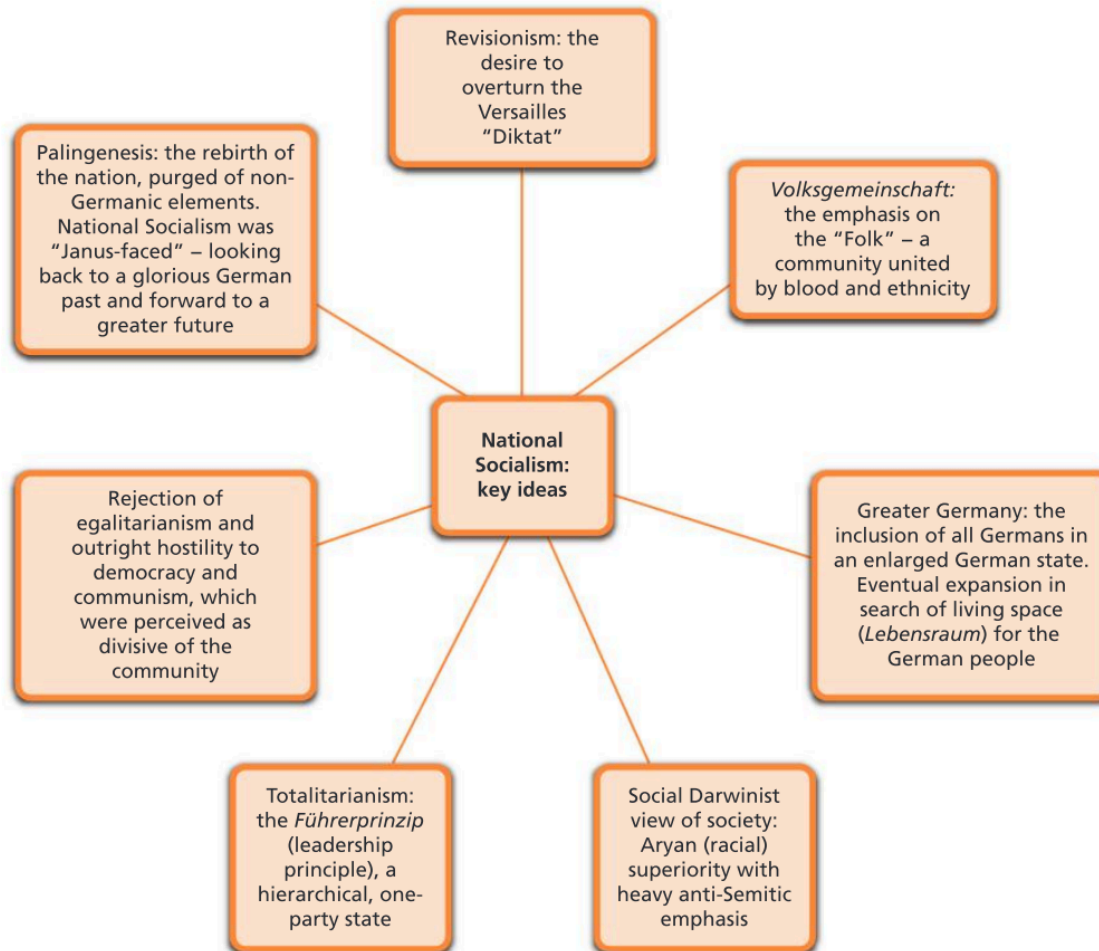 Revisionism: the
desire to
overturn the
Versailles
“Diktat”
Palingenesis: the rebirth of
the nation, purged of non-
Germanic elements.
National Socialism was
“Janus-faced” – looking
back to a glorious German
past and forward to a
greater future
Volksgemeinschaft:
the emphasis on
the “Folk” – a
community united
by blood and ethnicity
National
Socialism:
key ideas
Rejection of
egalitarianism and
outright hostility to
democracy and
communism, which
were perceived as
divisive of the
community
Greater Germany: the
inclusion of all Germans in
an enlarged German state.
Eventual expansion in
search of living space
(Lebensraum) for the
German people
Totalitarianism:
the Führerprinzip
(leadership
principle), a
hierarchical, one-
party state
Social Darwinist
view of society:
Aryan (racial)
superiority with
heavy anti-Semitic
emphasis